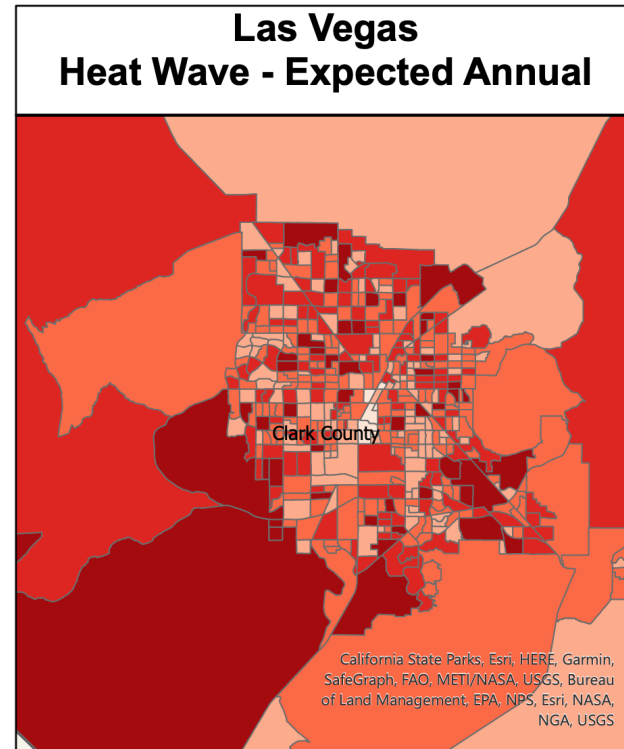 Las Vegas
Heat Wave - Expected Annual
Clark County
California State Parks, Esri, HERE, Garmin,
SafeGraph, FAO, METI/NASA, USGS, Bureau
of Land Management, EPA, NPS, Esri, NASA,
NGA, USGS